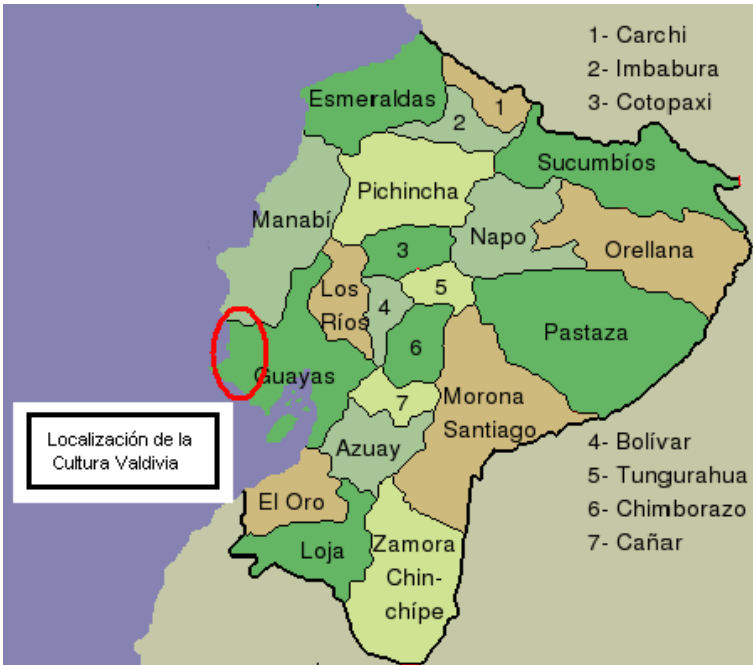 1- Carchi
2- Imbabura
3- Cotopaxi
Esmeraldas
1
2
Sucumbíos
Pichincha
Manabí
Napo
Orellana
3
Los
Ríos
4
5
6
Pastaza
Guayas
7
Morona
Santiago
Localización de la
Cultura Valdivia
Azuay
4- Bolívar
5- Tungurahua
6- Chimborazo
7- Cañar
El Oro
Loja
Zamora
Chin-
chípe